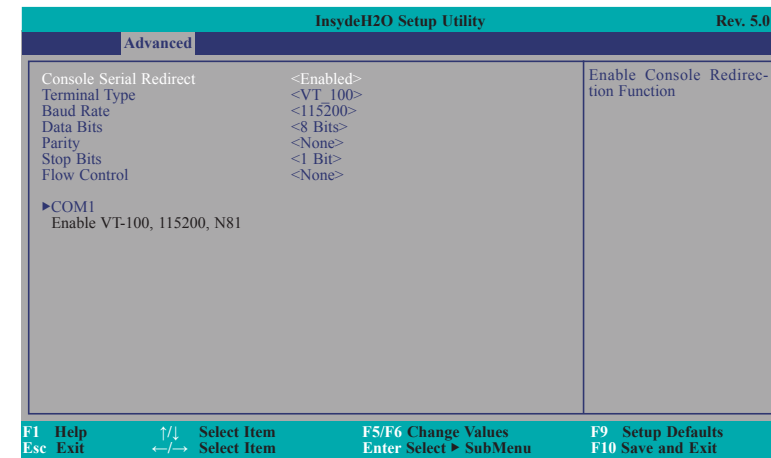 InsydeH2O Setup Utility Rev. 5.0
Advanced
Console Serial Redirect <Enabled>
Terminal Type <VT_100>
Baud Rate <115200>
Data Bits <8 Bits>
Parity <None>
Stop Bits <1 Bit>
Flow Control <None>
▶COM1
Enable VT-100, 115200, N81
Enable Console Redirec-
tion Function
F1 Help ↑/↓ Select Item F5/F6 Change Values F9 Setup Defaults
Esc Exit ←/→ Select Item Enter Select ▶ SubMenu F10 Save and Exit